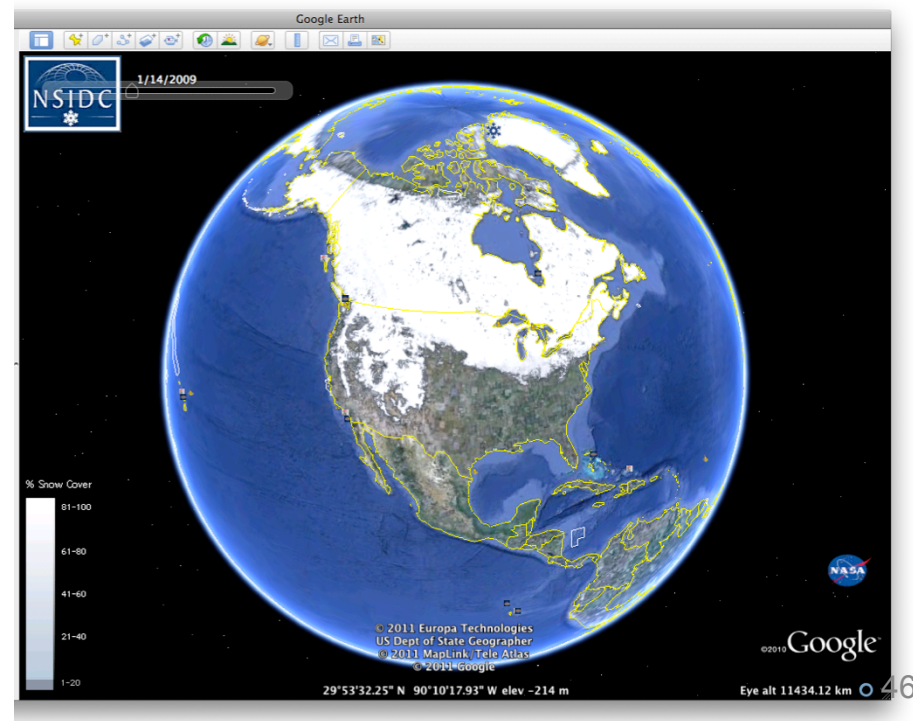 Google Earth
1/14/2009
NSIDC
% Snow Cover
81-100
61-80
41-60
21-40
1-20
NASA
© 2011 Europa Technologies
US Dept of State Geographer
© 2011 MapLink/Tele Atlas
© 2011 Google
©2010 Google
29°53'32.25" N 90°10'17.93" W elev -214 m
Eye alt 11434.12 km
46